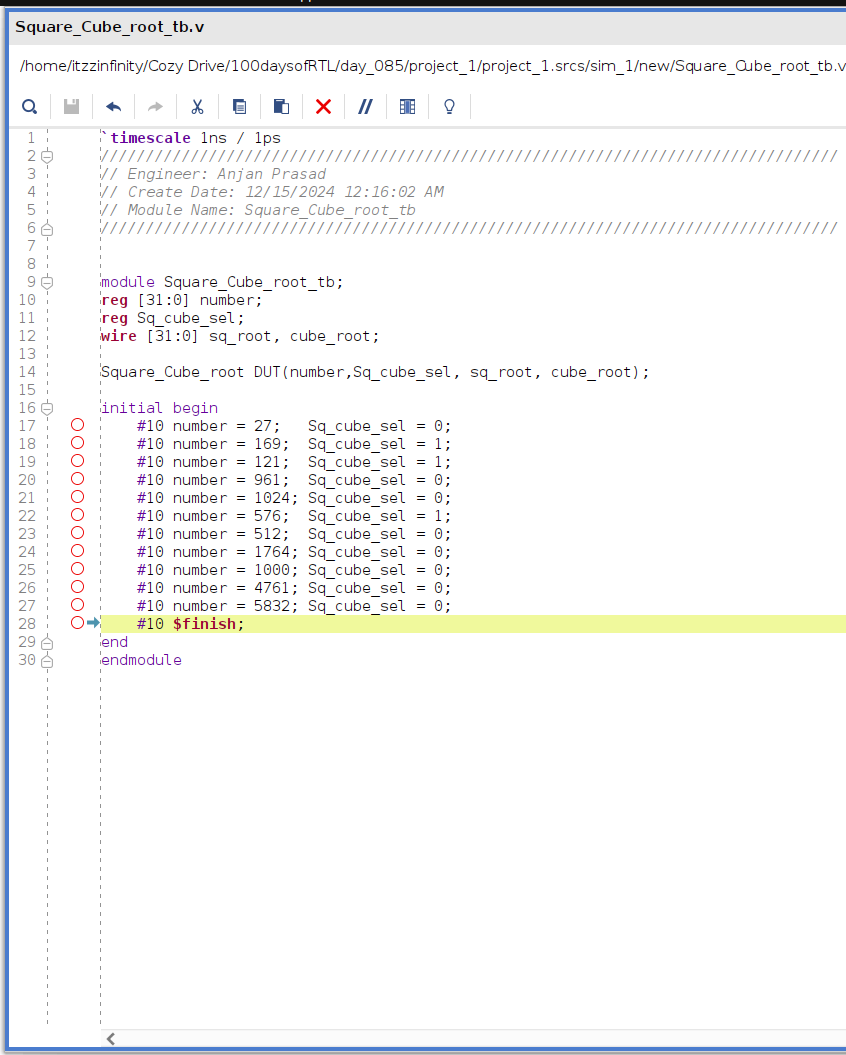 Square_Cube_root_tb.v
/home/itzzinfinity/Cozy Drive/100daysofRTL/day_085/project_1/project_1.srcs/sim_1/new/Square_Cube_root_tb.v
1 `timescale 1ns / 1ps
2 //////////////////////////////////////////////////////////////////////////////////
3 // Engineer: Anjan Prasad
4 // Create Date: 12/15/2024 12:16:02 AM
5 // Module Name: Square_Cube_root_tb
6 //////////////////////////////////////////////////////////////////////////////////
7
8
9 module Square_Cube_root_tb;
10 reg [31:0] number;
11 reg Sq_cube_sel;
12 wire [31:0] sq_root, cube_root;
13
14 Square_Cube_root DUT(number,Sq_cube_sel, sq_root, cube_root);
15
16 initial begin
17     #10 number = 27;   Sq_cube_sel = 0;
18     #10 number = 169;  Sq_cube_sel = 1;
19     #10 number = 121;  Sq_cube_sel = 1;
20     #10 number = 961;  Sq_cube_sel = 0;
21     #10 number = 1024; Sq_cube_sel = 0;
22     #10 number = 576;  Sq_cube_sel = 1;
23     #10 number = 512;  Sq_cube_sel = 0;
24     #10 number = 1764; Sq_cube_sel = 0;
25     #10 number = 1000; Sq_cube_sel = 0;
26     #10 number = 4761; Sq_cube_sel = 0;
27     #10 number = 5832; Sq_cube_sel = 0;
28     #10 $finish;
29 end
30 endmodule